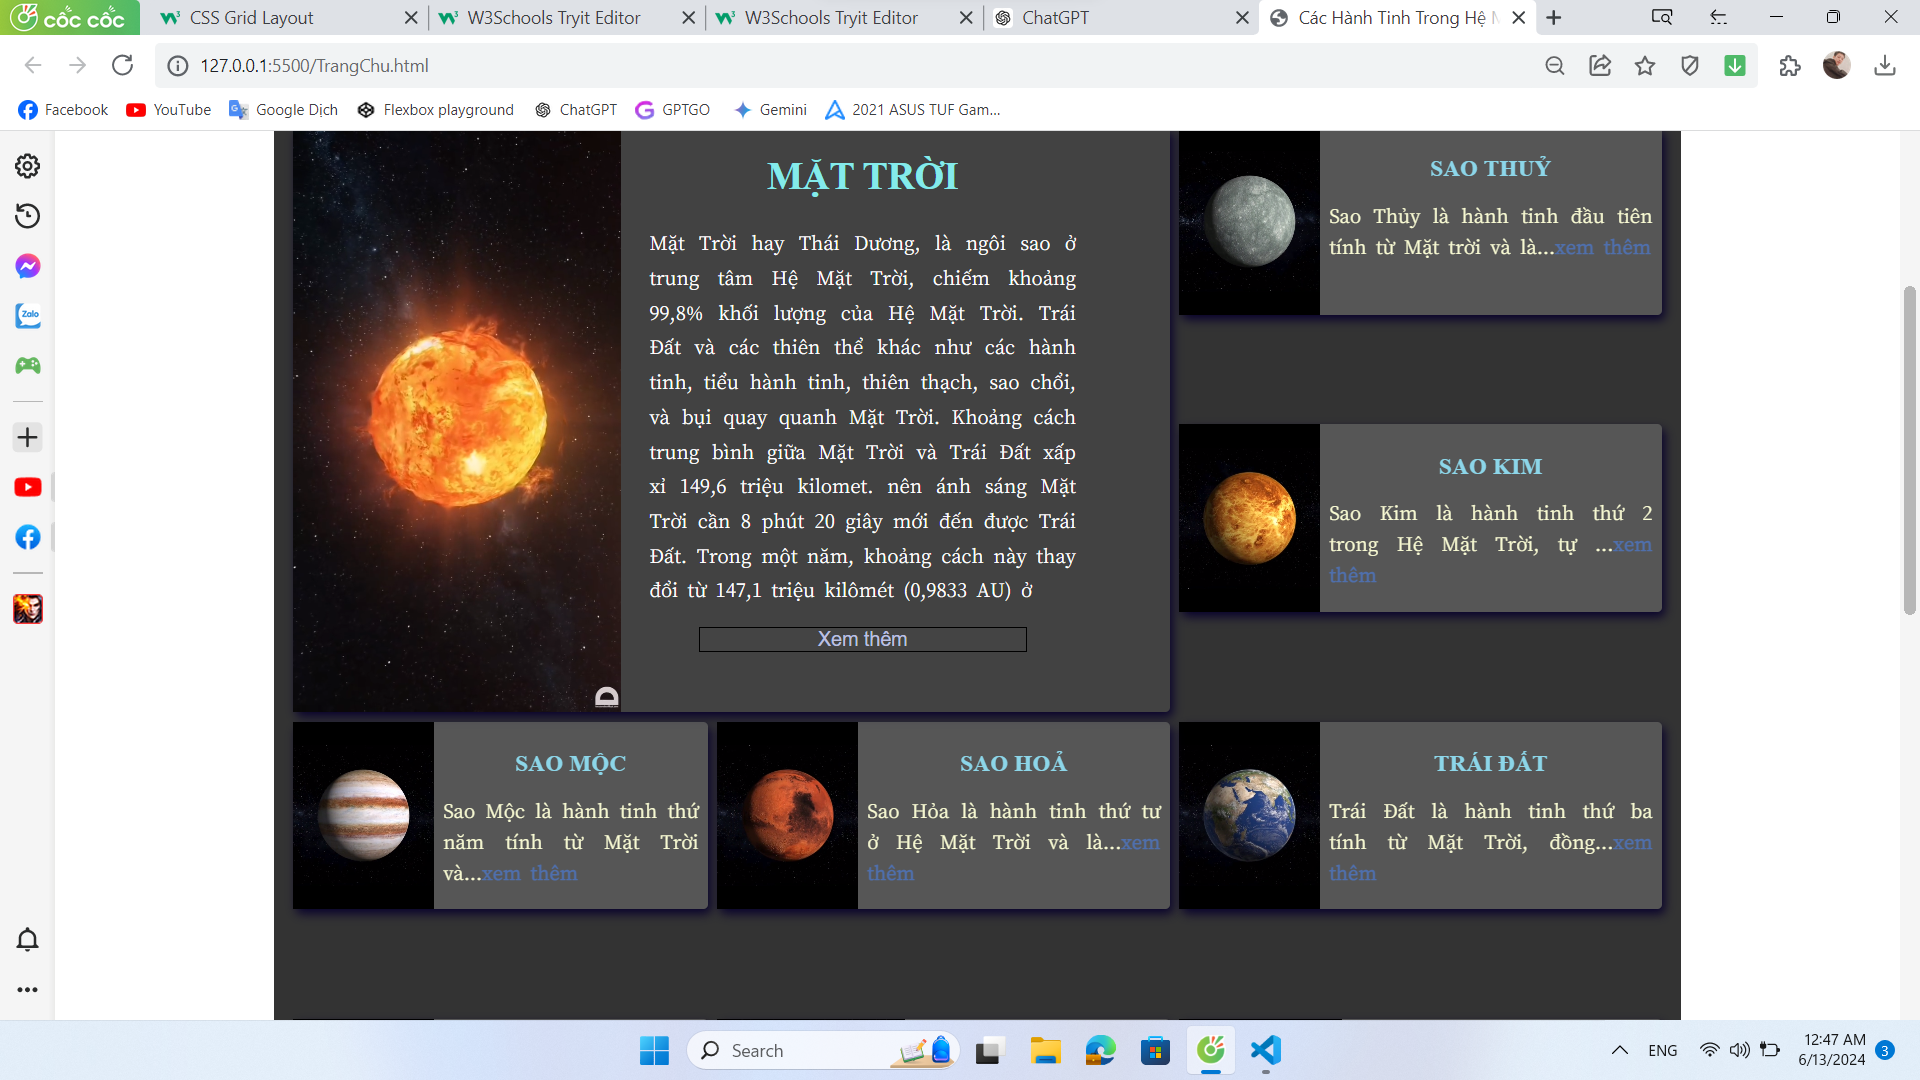 cốc cốc
CSS Grid Layout
W3Schools Tryit Editor
W3Schools Tryit Editor
ChatGPT
Các Hành Tinh Trong Hệ
127.0.0.1:5500/TrangChu.html
Facebook
YouTube
Google Dịch
Flexbox playground
ChatGPT
GPTGO
Gemini
2021 ASUS TUF Gam...
Zalo
MẶT TRỜI
Mặt Trời hay Thái Dương, là ngôi sao ở
trung tâm Hệ Mặt Trời, chiếm khoảng
99,8% khối lượng của Hệ Mặt Trời. Trái
Đất và các thiên thể khác như các hành
tinh, tiểu hành tinh, thiên thạch, sao chổi,
và bụi quay quanh Mặt Trời. Khoảng cách
trung bình giữa Mặt Trời và Trái Đất xấp
xỉ 149,6 triệu kilomet. nên ánh sáng Mặt
Trời cần 8 phút 20 giây mới đến được Trái
Đất. Trong một năm, khoảng cách này thay
đổi từ 147,1 triệu kilômét (0,9833 AU) ở
Xem thêm
SAO THUỶ
Sao Thủy là hành tinh đầu tiên
tính từ Mặt trời và là...xem thêm
SAO KIM
Sao Kim là hành tinh thứ 2
trong Hệ Mặt Trời, tự ...xem
thêm
SAO MỘC
Sao Mộc là hành tinh thứ
năm tính từ Mặt Trời
và...xem thêm
SAO HOẢ
Sao Hỏa là hành tinh thứ tư
ở Hệ Mặt Trời và là...xem
thêm
TRÁI ĐẤT
Trái Đất là hành tinh thứ ba
tính từ Mặt Trời, đồng...xem
thêm
Search
ENG
12:47 AM
6/13/2024
3